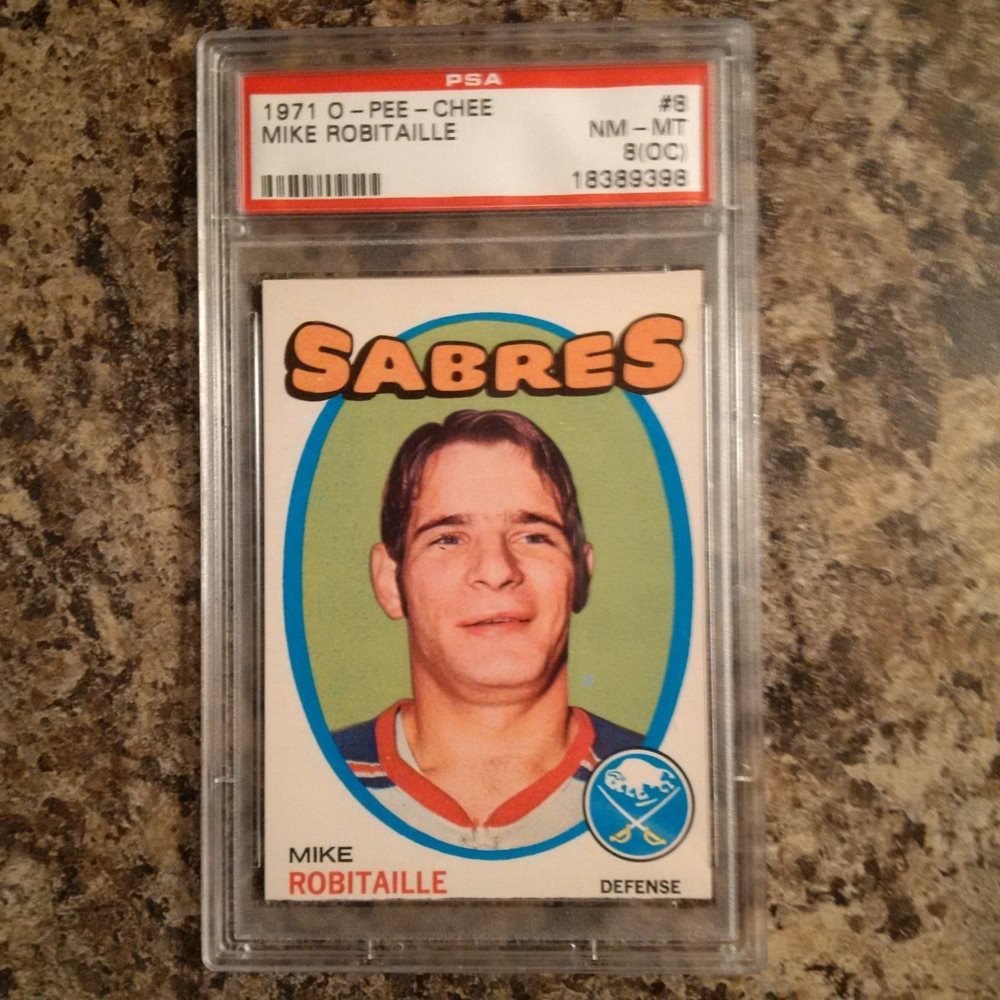 PSA
1971 O-PEE-CHEE #8
MIKE ROBITAILLE NM-MT
8(OC)
18389398
SABRES
MIKE
ROBITAILLE
DEFENSE